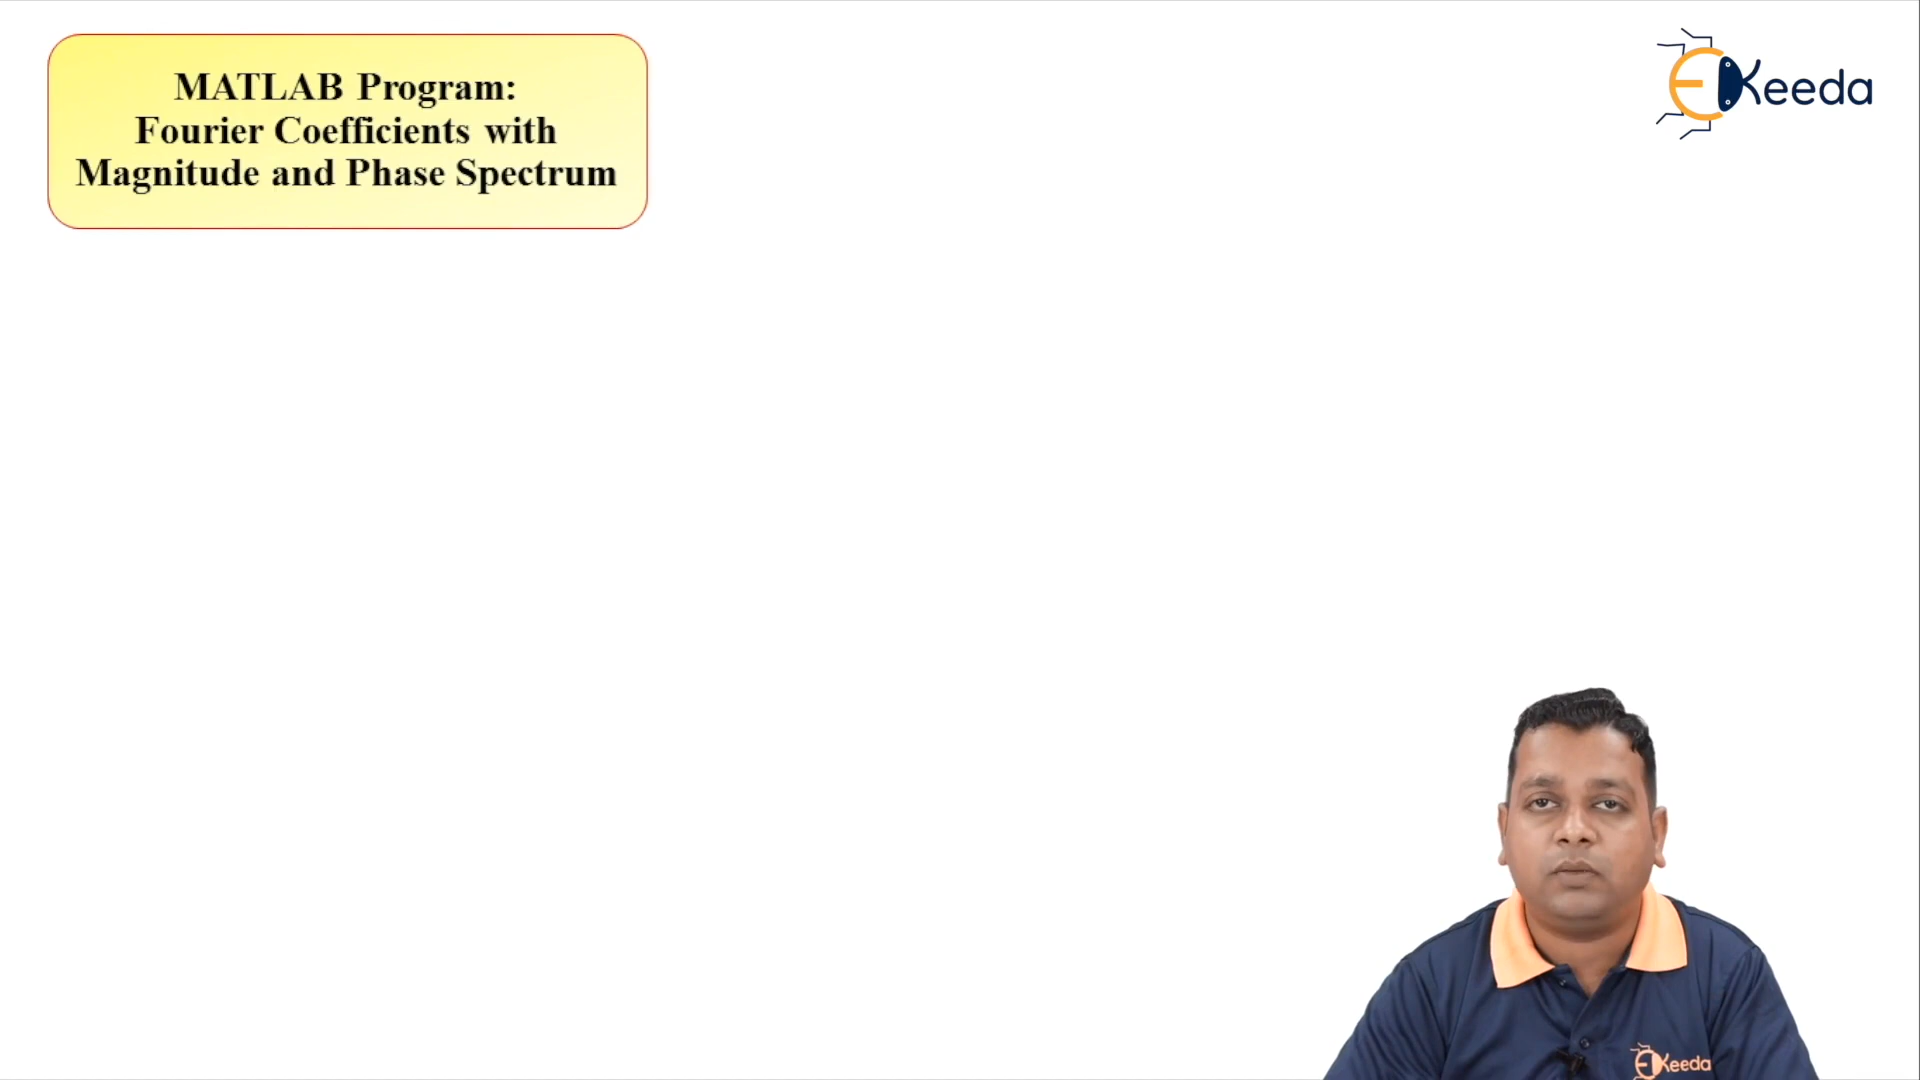 MATLAB Program:
Fourier Coefficients with
Magnitude and Phase Spectrum
EKeeda
EKeeda